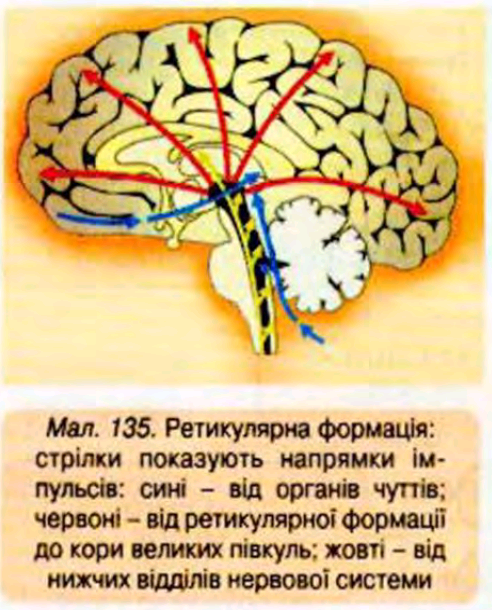 Мал. 135. Ретикулярна формація:
стрілки показують напрямки ім-
пульсів: сині – від органів чуттів;
червоні – від ретикулярної формації
до кори великих півкуль; жовті – від
нижчих відділів нервової системи